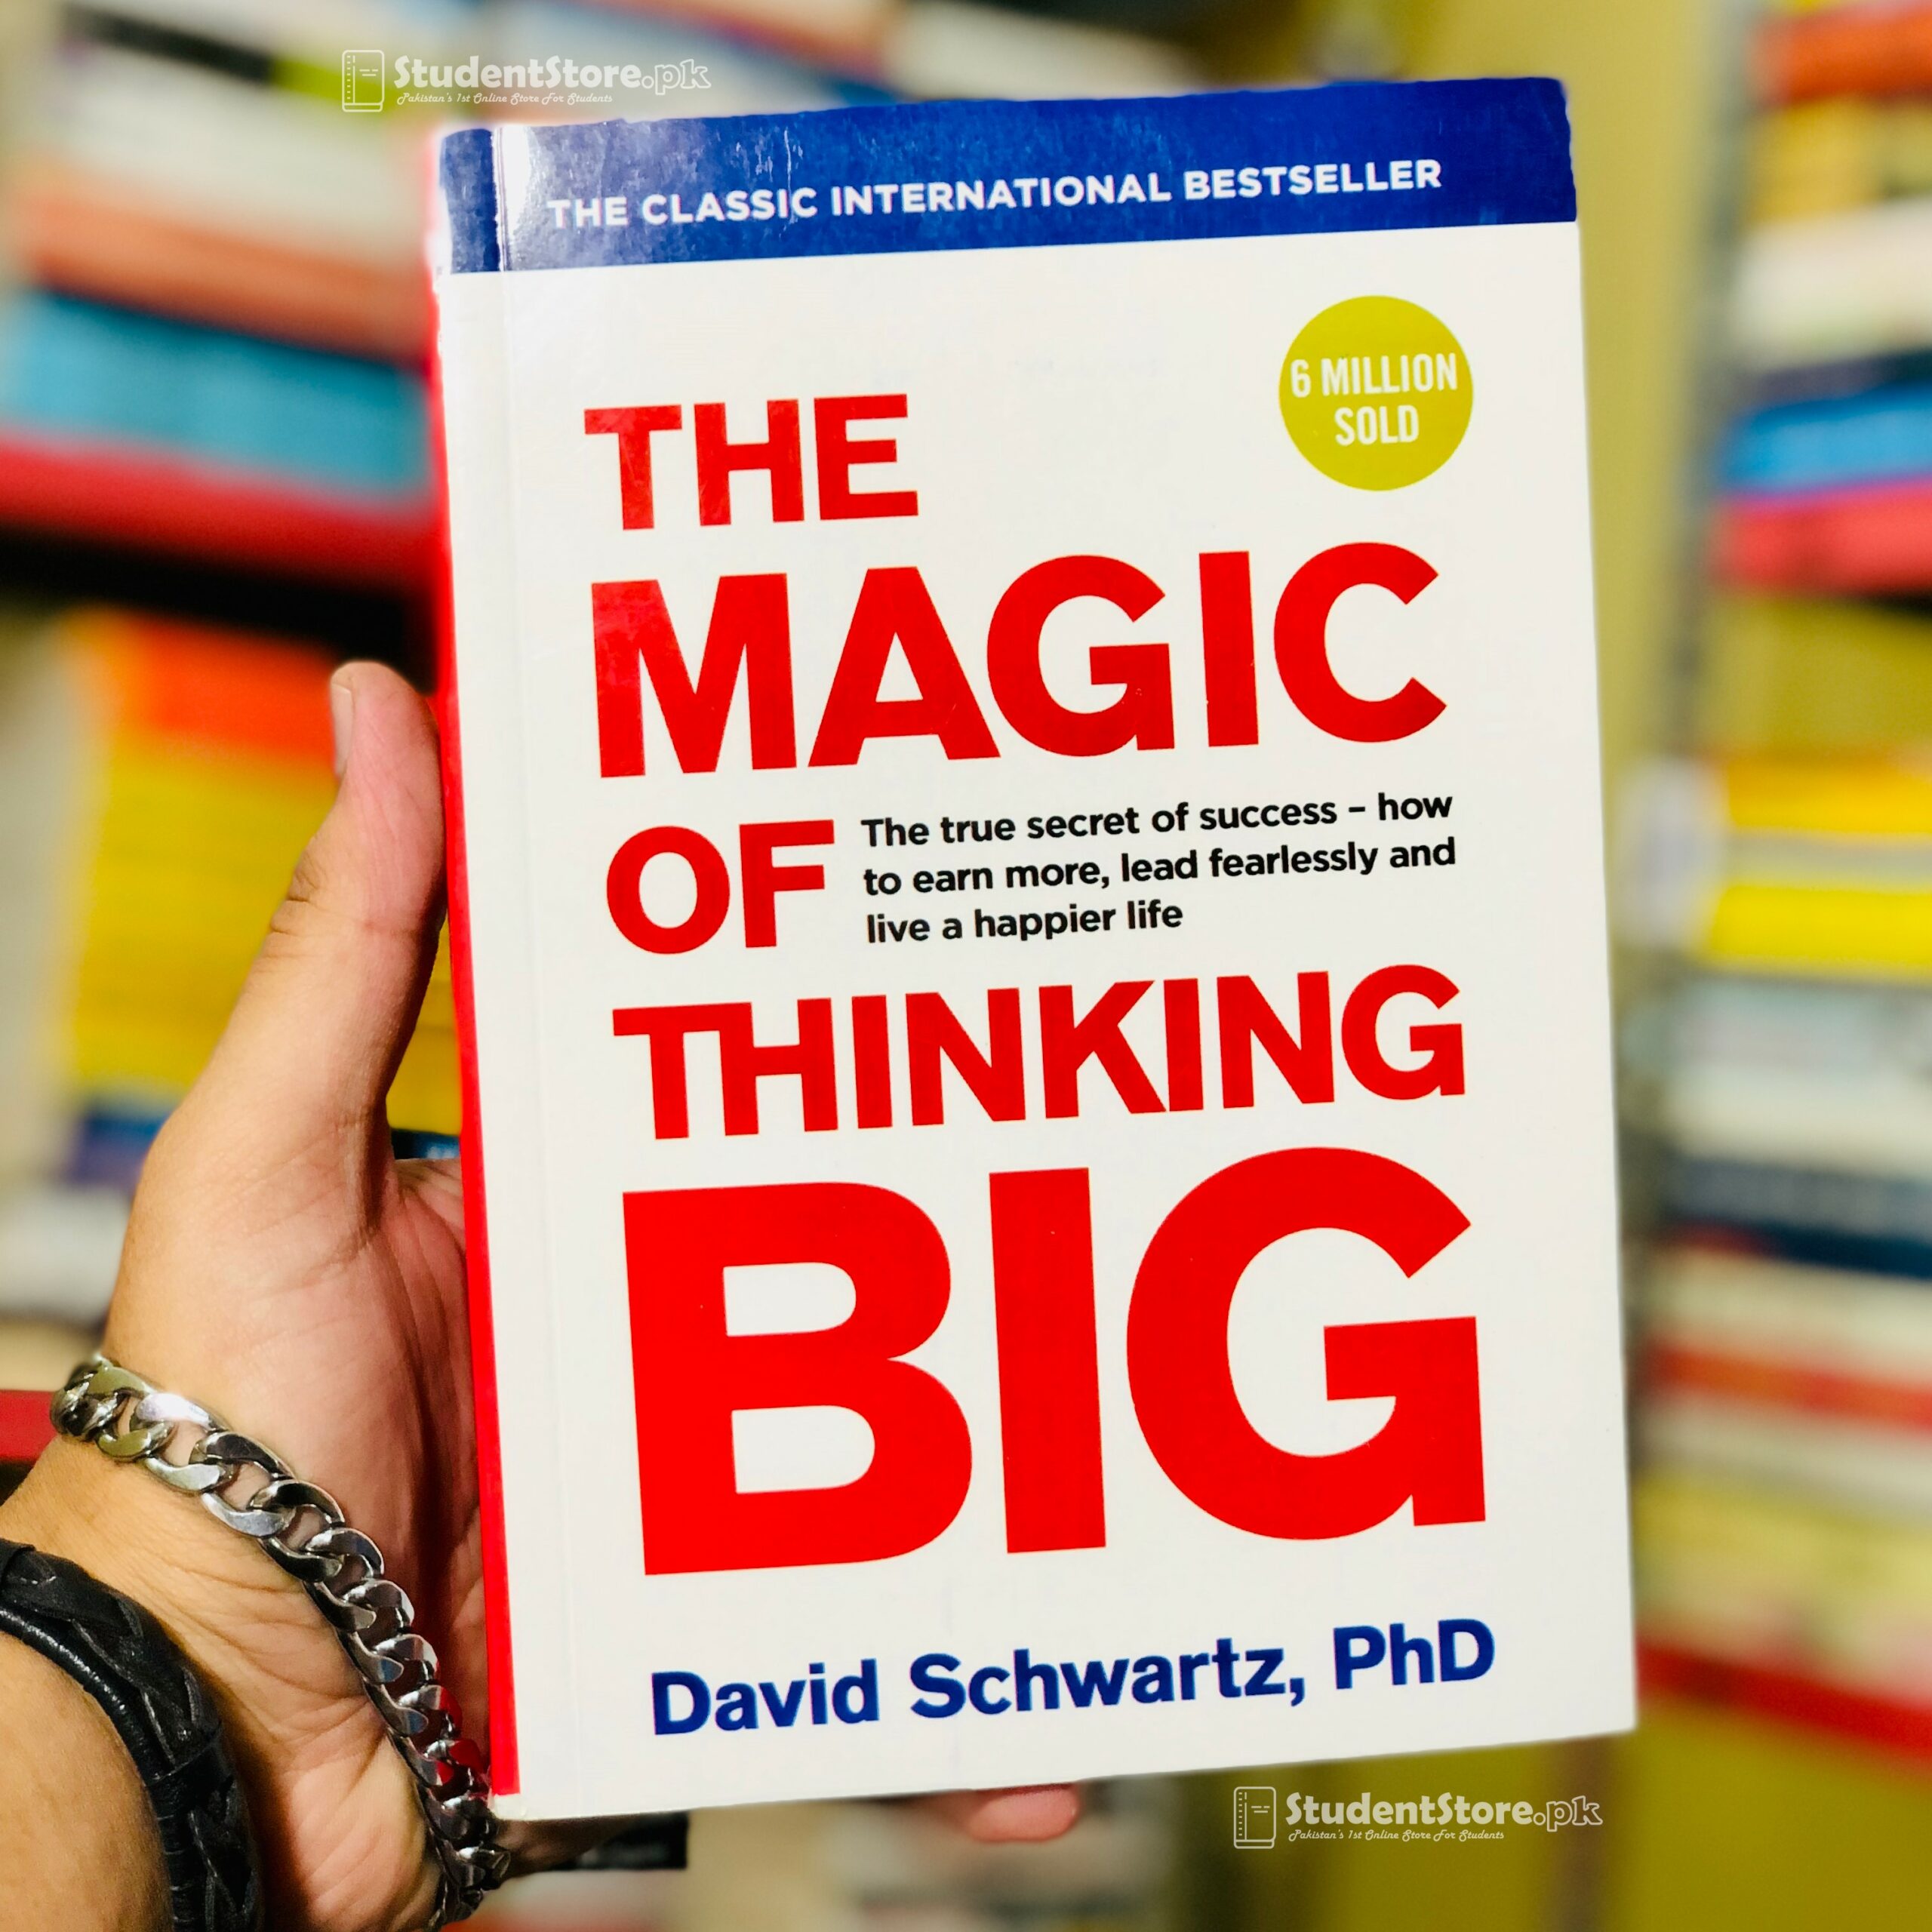 StudentStore.pk
Pakistan's 1st Online Store For Students
THE CLASSIC INTERNATIONAL BESTSELLER
6 MILLION
SOLD
THE
MAGIC
OF
The true secret of success – how
to earn more, lead fearlessly and
live a happier life
THINKING
BIG
David Schwartz, PhD
StudentStore.pk
Pakistan's 1st Online Store For Students